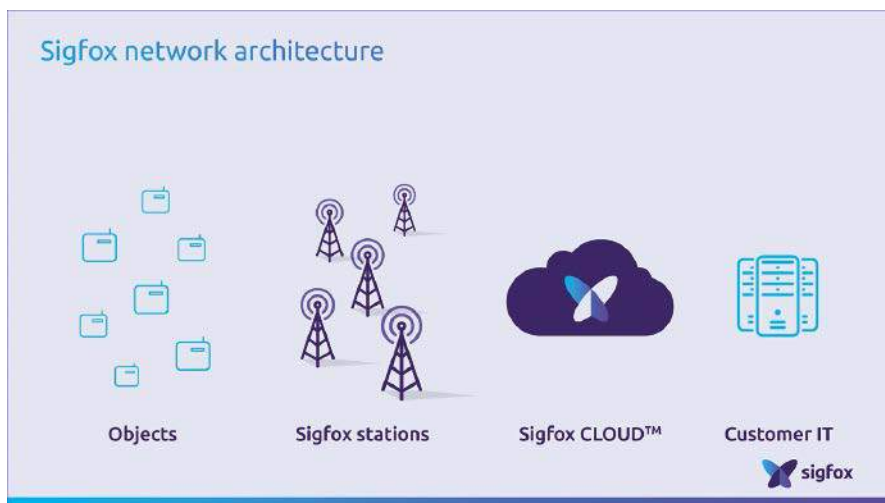 Sigfox network architecture
Objects
Sigfox stations
Sigfox CLOUD™
Customer IT
sigfox